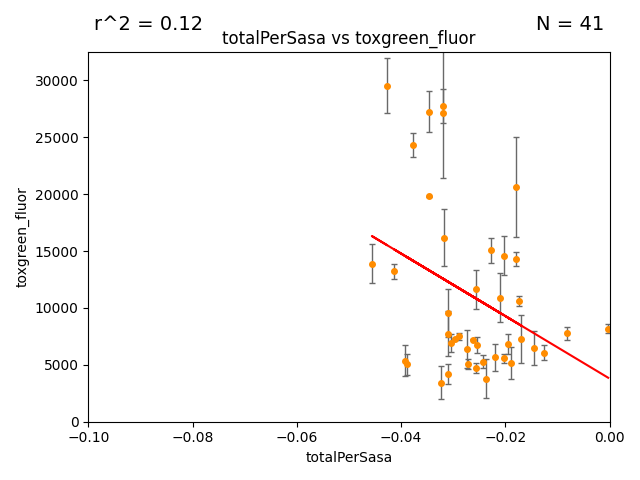 r^2 = 0.12
N = 41
totalPerSasa vs toxgreen_fluor
30000
25000
20000
15000
10000
5000
0
toxgreen_fluor
−0.10
−0.08
−0.06
−0.04
−0.02
0.00
totalPerSasa